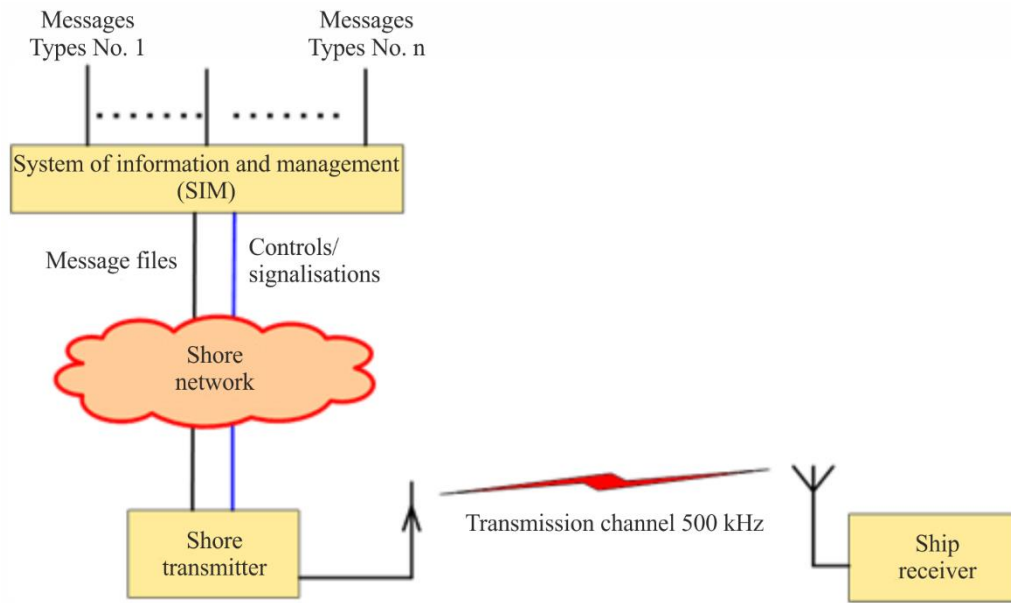 Messages
Types No. 1
Messages
Types No. n
System of information and management
(SIM)
Message files
Controls/
signalisations
Shore
network
Shore
transmitter
Transmission channel 500 kHz
Ship
receiver